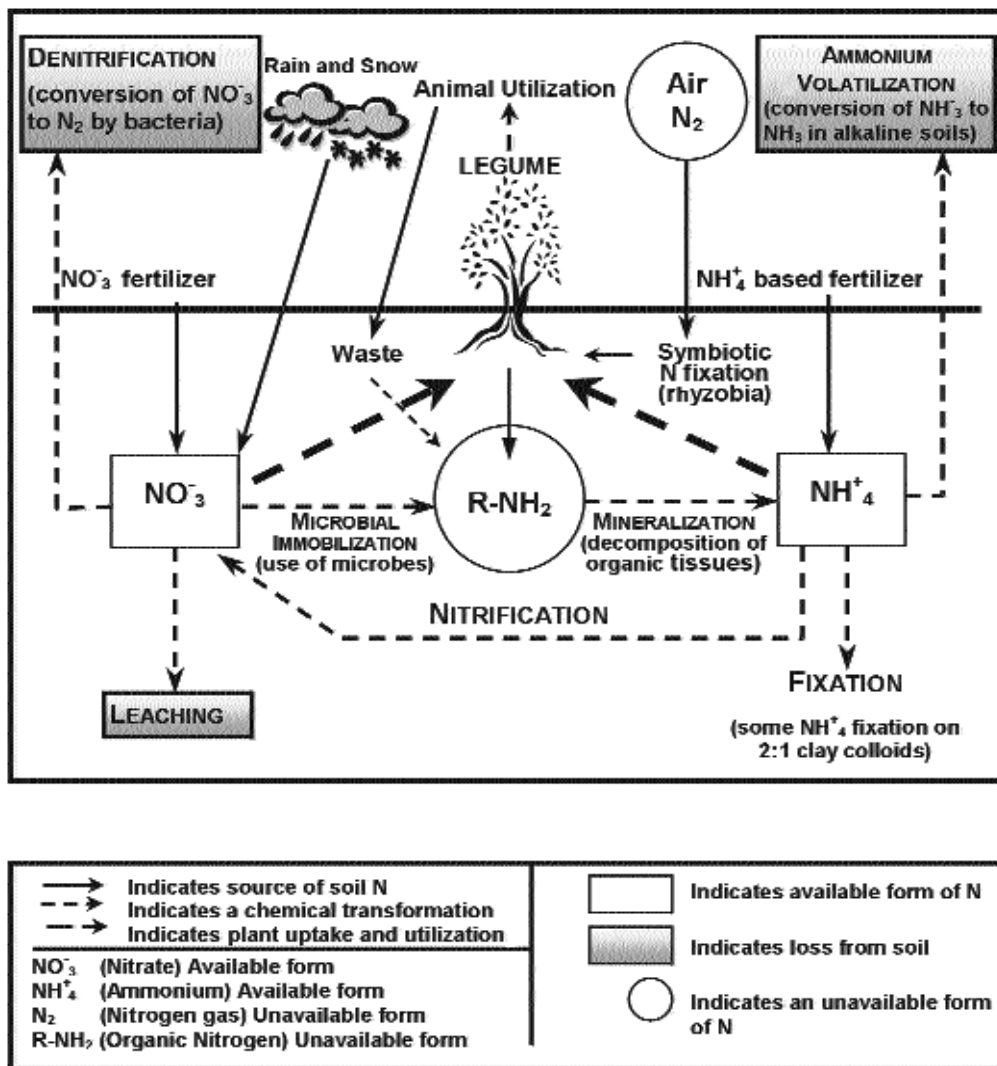 DENITRIFICATION
(conversion of NO⁻₃
to N₂ by bacteria)
Rain and Snow
Animal Utilization
LEGUME
Air
N₂
AMMONIUM
VOLATILIZATION
(conversion of NH⁻₃ to
NH₃ in alkaline soils)
NO⁻₃ fertilizer
NH⁺₄ based fertilizer
Waste
Symbiotic
N fixation
(rhyzobia)
NO⁻₃
R-NH₂
NH⁺₄
MICROBIAL
IMMOBILIZATION
(use of microbes)
MINERALIZATION
(decomposition of
organic tissues)
NITRIFICATION
LEACHING
FIXATION
(some NH⁺₄ fixation on
2:1 clay colloids)
Indicates source of soil N
Indicates a chemical transformation
Indicates plant uptake and utilization
NO⁻₃ (Nitrate) Available form
NH⁺₄ (Ammonium) Available form
N₂ (Nitrogen gas) Unavailable form
R-NH₂ (Organic Nitrogen) Unavailable form
Indicates available form of N
Indicates loss from soil
Indicates an unavailable form
of N